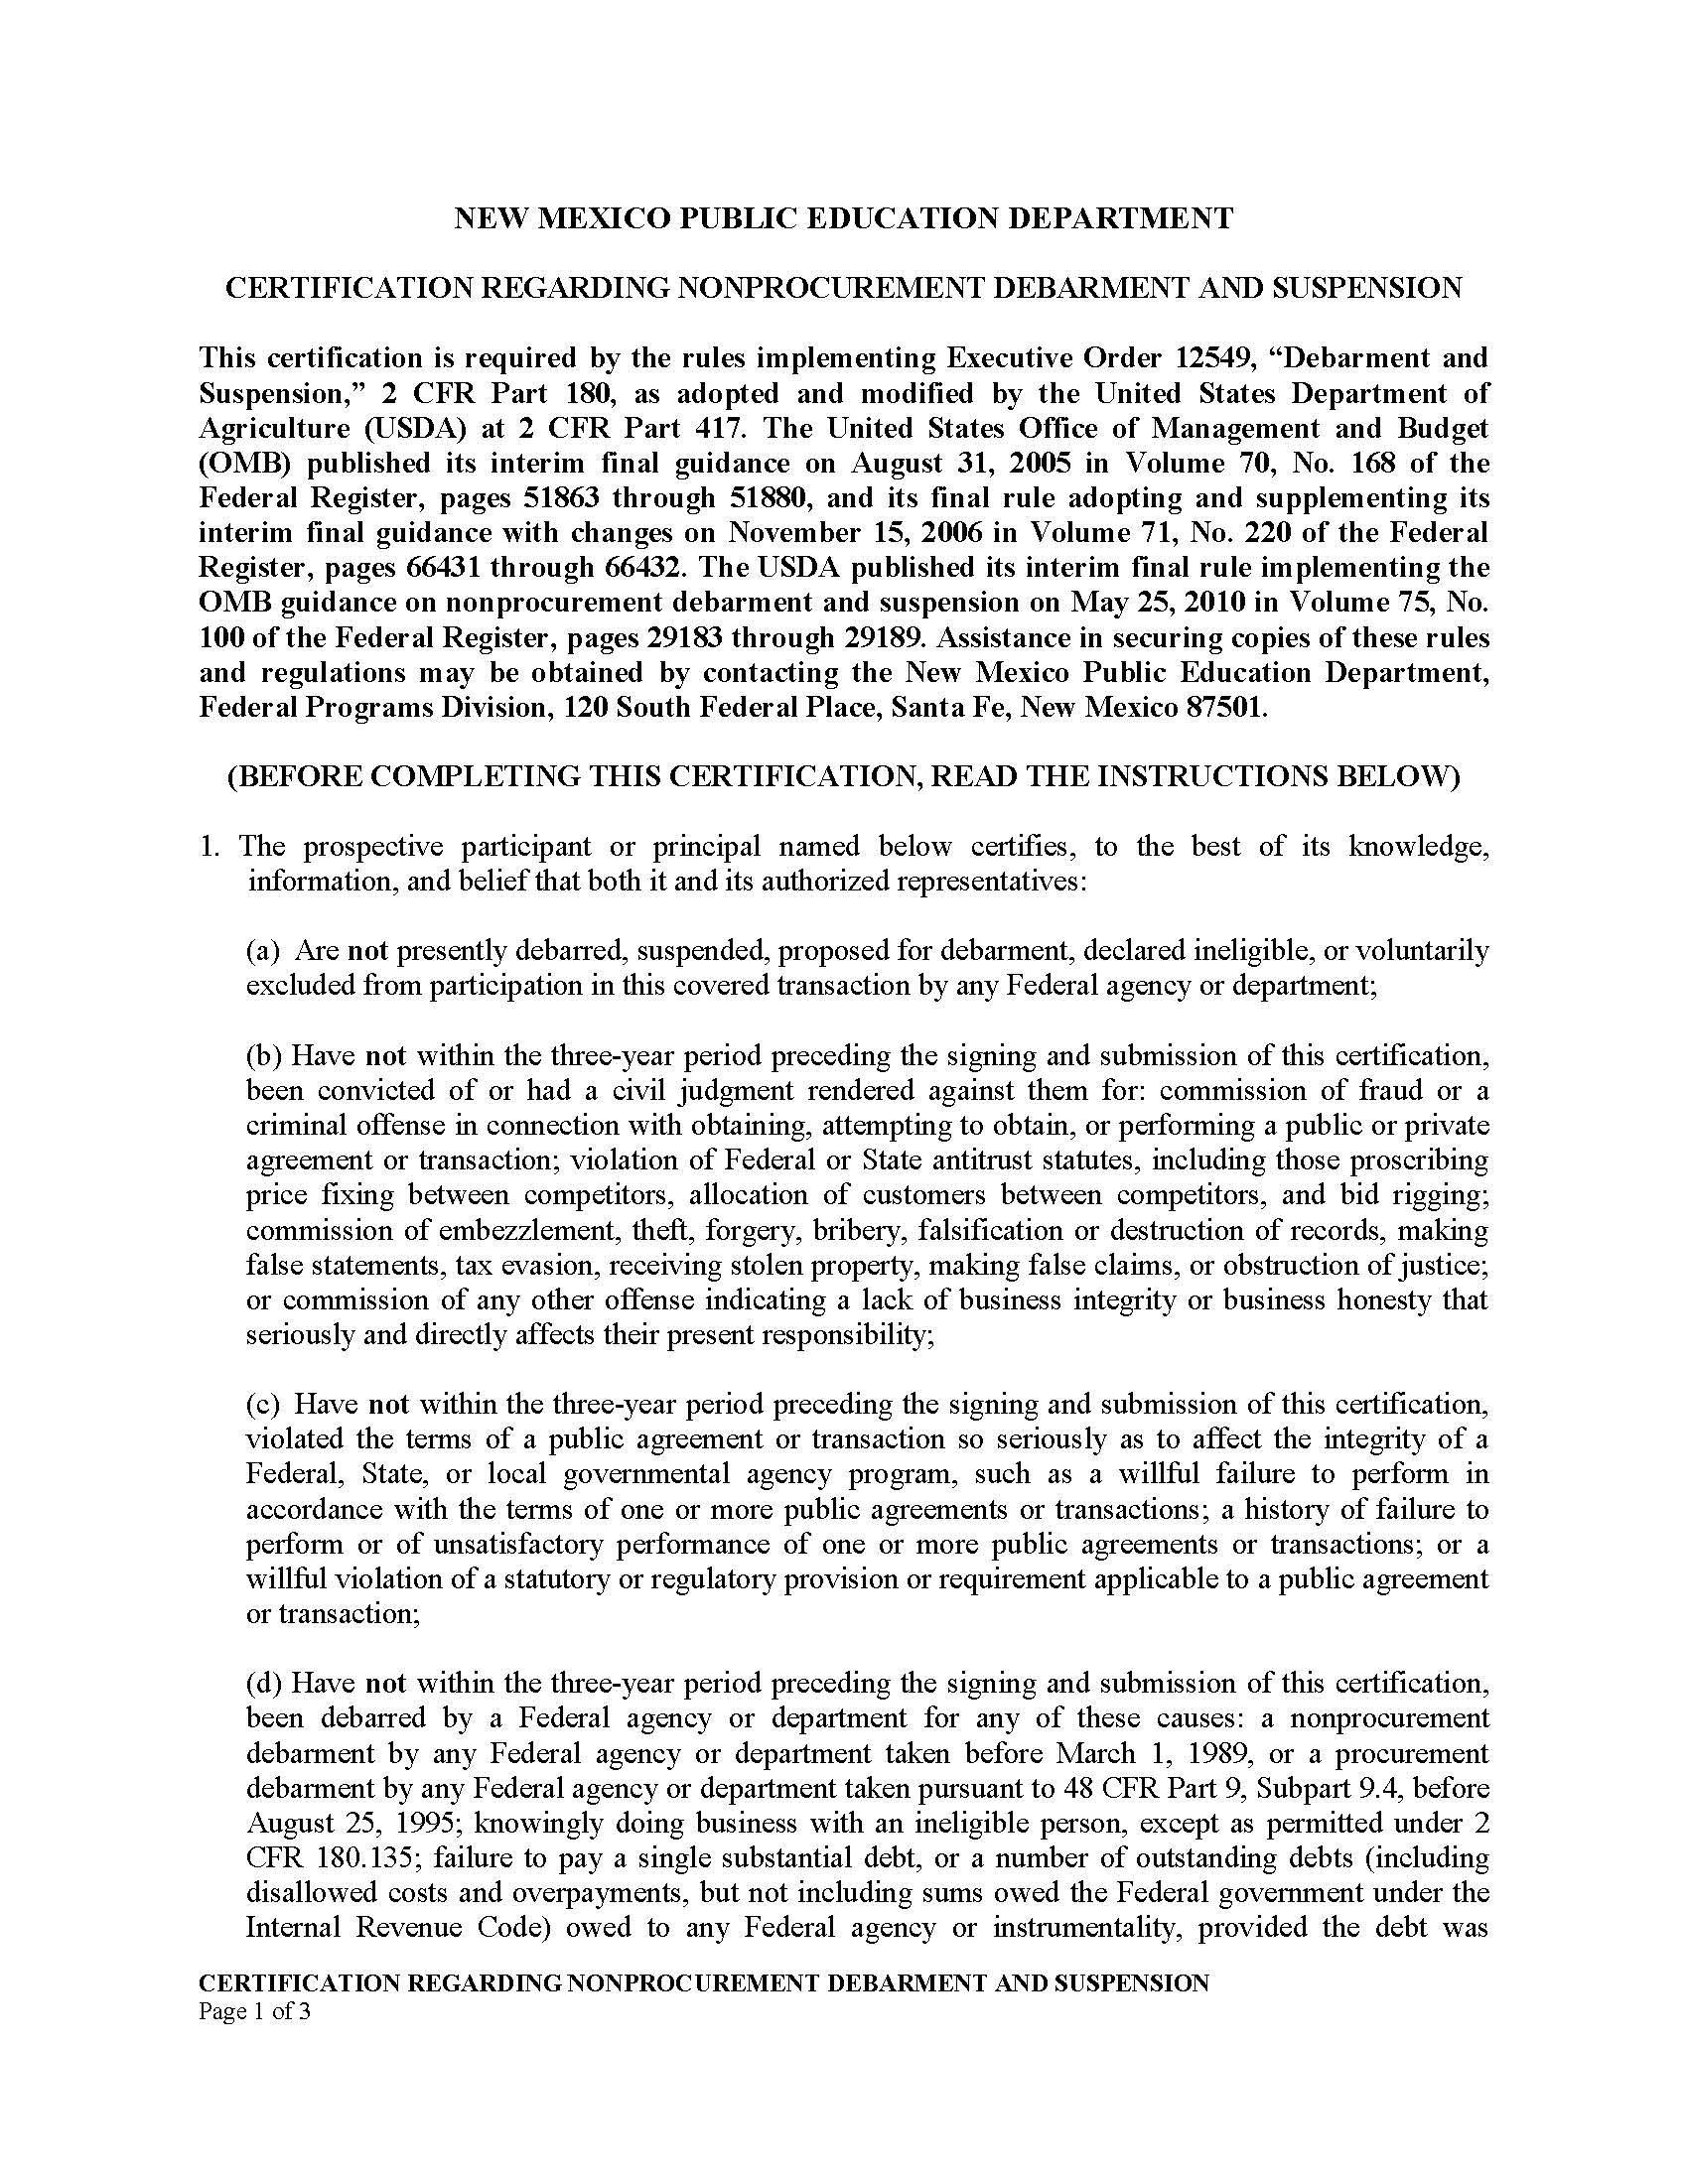 NEW MEXICO PUBLIC EDUCATION DEPARTMENT
CERTIFICATION REGARDING NONPROCUREMENT DEBARMENT AND SUSPENSION
This certification is required by the rules implementing Executive Order 12549, “Debarment and
Suspension,” 2 CFR Part 180, as adopted and modified by the United States Department of
Agriculture (USDA) at 2 CFR Part 417. The United States Office of Management and Budget
(OMB) published its interim final guidance on August 31, 2005 in Volume 70, No. 168 of the
Federal Register, pages 51863 through 51880, and its final rule adopting and supplementing its
interim final guidance with changes on November 15, 2006 in Volume 71, No. 220 of the Federal
Register, pages 66431 through 66432. The USDA published its interim final rule implementing the
OMB guidance on nonprocurement debarment and suspension on May 25, 2010 in Volume 75, No.
100 of the Federal Register, pages 29183 through 29189. Assistance in securing copies of these rules
and regulations may be obtained by contacting the New Mexico Public Education Department,
Federal Programs Division, 120 South Federal Place, Santa Fe, New Mexico 87501.
(BEFORE COMPLETING THIS CERTIFICATION, READ THE INSTRUCTIONS BELOW)
1. The prospective participant or principal named below certifies, to the best of its knowledge,
information, and belief that both it and its authorized representatives:
(a) Are not presently debarred, suspended, proposed for debarment, declared ineligible, or voluntarily
excluded from participation in this covered transaction by any Federal agency or department;
(b) Have not within the three-year period preceding the signing and submission of this certification,
been convicted of or had a civil judgment rendered against them for: commission of fraud or a
criminal offense in connection with obtaining, attempting to obtain, or performing a public or private
agreement or transaction; violation of Federal or State antitrust statutes, including those proscribing
price fixing between competitors, allocation of customers between competitors, and bid rigging;
commission of embezzlement, theft, forgery, bribery, falsification or destruction of records, making
false statements, tax evasion, receiving stolen property, making false claims, or obstruction of justice;
or commission of any other offense indicating a lack of business integrity or business honesty that
seriously and directly affects their present responsibility;
(c) Have not within the three-year period preceding the signing and submission of this certification,
violated the terms of a public agreement or transaction so seriously as to affect the integrity of a
Federal, State, or local governmental agency program, such as a willful failure to perform in
accordance with the terms of one or more public agreements or transactions; a history of failure to
perform or of unsatisfactory performance of one or more public agreements or transactions; or a
willful violation of a statutory or regulatory provision or requirement applicable to a public agreement
or transaction;
(d) Have not within the three-year period preceding the signing and submission of this certification,
been debarred by a Federal agency or department for any of these causes: a nonprocurement
debarment by any Federal agency or department taken before March 1, 1989, or a procurement
debarment by any Federal agency or department taken pursuant to 48 CFR Part 9, Subpart 9.4, before
August 25, 1995; knowingly doing business with an ineligible person, except as permitted under 2
CFR 180.135; failure to pay a single substantial debt, or a number of outstanding debts (including
disallowed costs and overpayments, but not including sums owed the Federal government under the
Internal Revenue Code) owed to any Federal agency or instrumentality, provided the debt was
CERTIFICATION REGARDING NONPROCUREMENT DEBARMENT AND SUSPENSION
Page 1 of 3